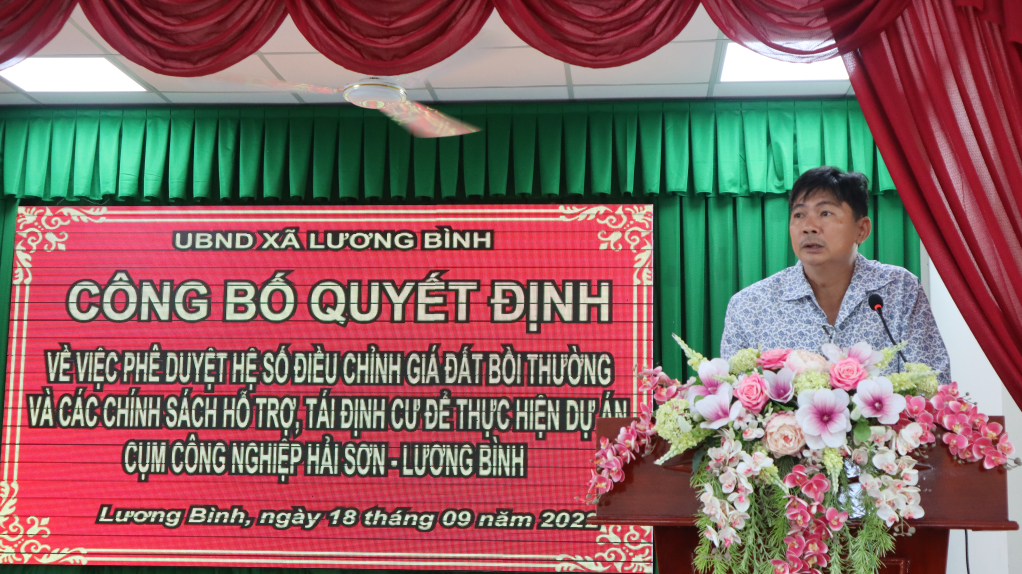 UBND XÃ LƯƠNG BÌNH
CÔNG BỐ QUYẾT ĐỊNH
VỀ VIỆC PHÊ DUYỆT HỆ SỐ ĐIỀU CHỈNH GIÁ ĐẤT BỒI THƯỜNG
VÀ CÁC CHÍNH SÁCH HỖ TRỢ, TÁI ĐỊNH CƯ ĐỂ THỰC HIỆN DỰ ÁN
CỤM CÔNG NGHIỆP HẢI SƠN - LƯƠNG BÌNH
Lương Bình, ngày 18 tháng 09 năm 2022